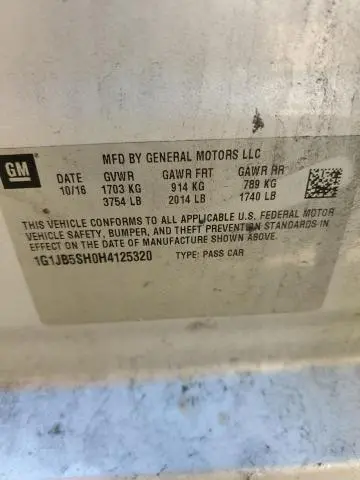 GM
MFD BY GENERAL MOTORS LLC
DATE GVWR GAWR FRT GAWR RR
10/16 1703 KG 914 KG 789 KG
3754 LB 2014 LB 1740 LB
THIS VEHICLE CONFORMS TO ALL APPLICABLE U.S. FEDERAL MOTOR
VEHICLE SAFETY, BUMPER, AND THEFT PREVENTION STANDARDS IN
EFFECT ON THE DATE OF MANUFACTURE SHOWN ABOVE.
1G1JB5SH0H4125320 TYPE: PASS CAR